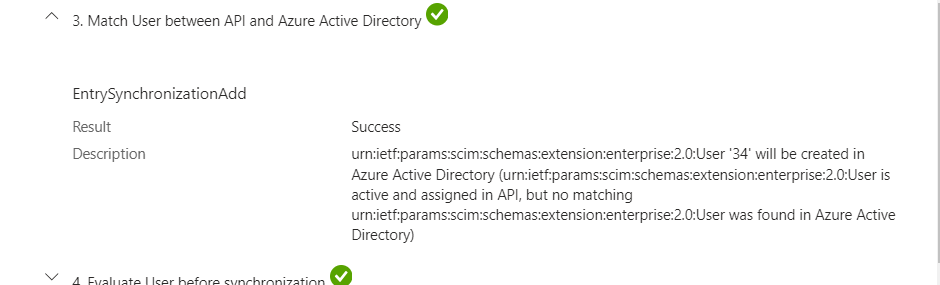 3. Match User between API and Azure Active Directory
EntrySynchronizationAdd
Result
Success
Description
urn:ietf:params:scim:schemas:extension:enterprise:2.0:User '34' will be created in
Azure Active Directory (urn:ietf:params:scim:schemas:extension:enterprise:2.0:User is
active and assigned in API, but no matching
urn:ietf:params:scim:schemas:extension:enterprise:2.0:User was found in Azure Active
Directory)
4. Evaluate User before synchronization